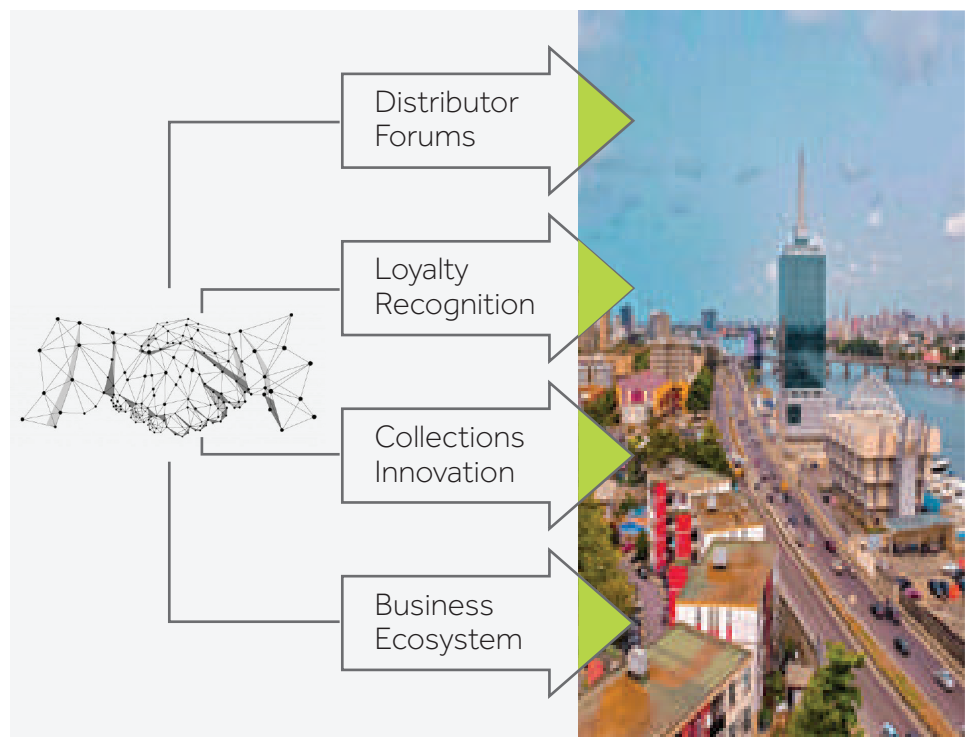 Distributor
Forums
Loyalty
Recognition
Collections
Innovation
Business
Ecosystem